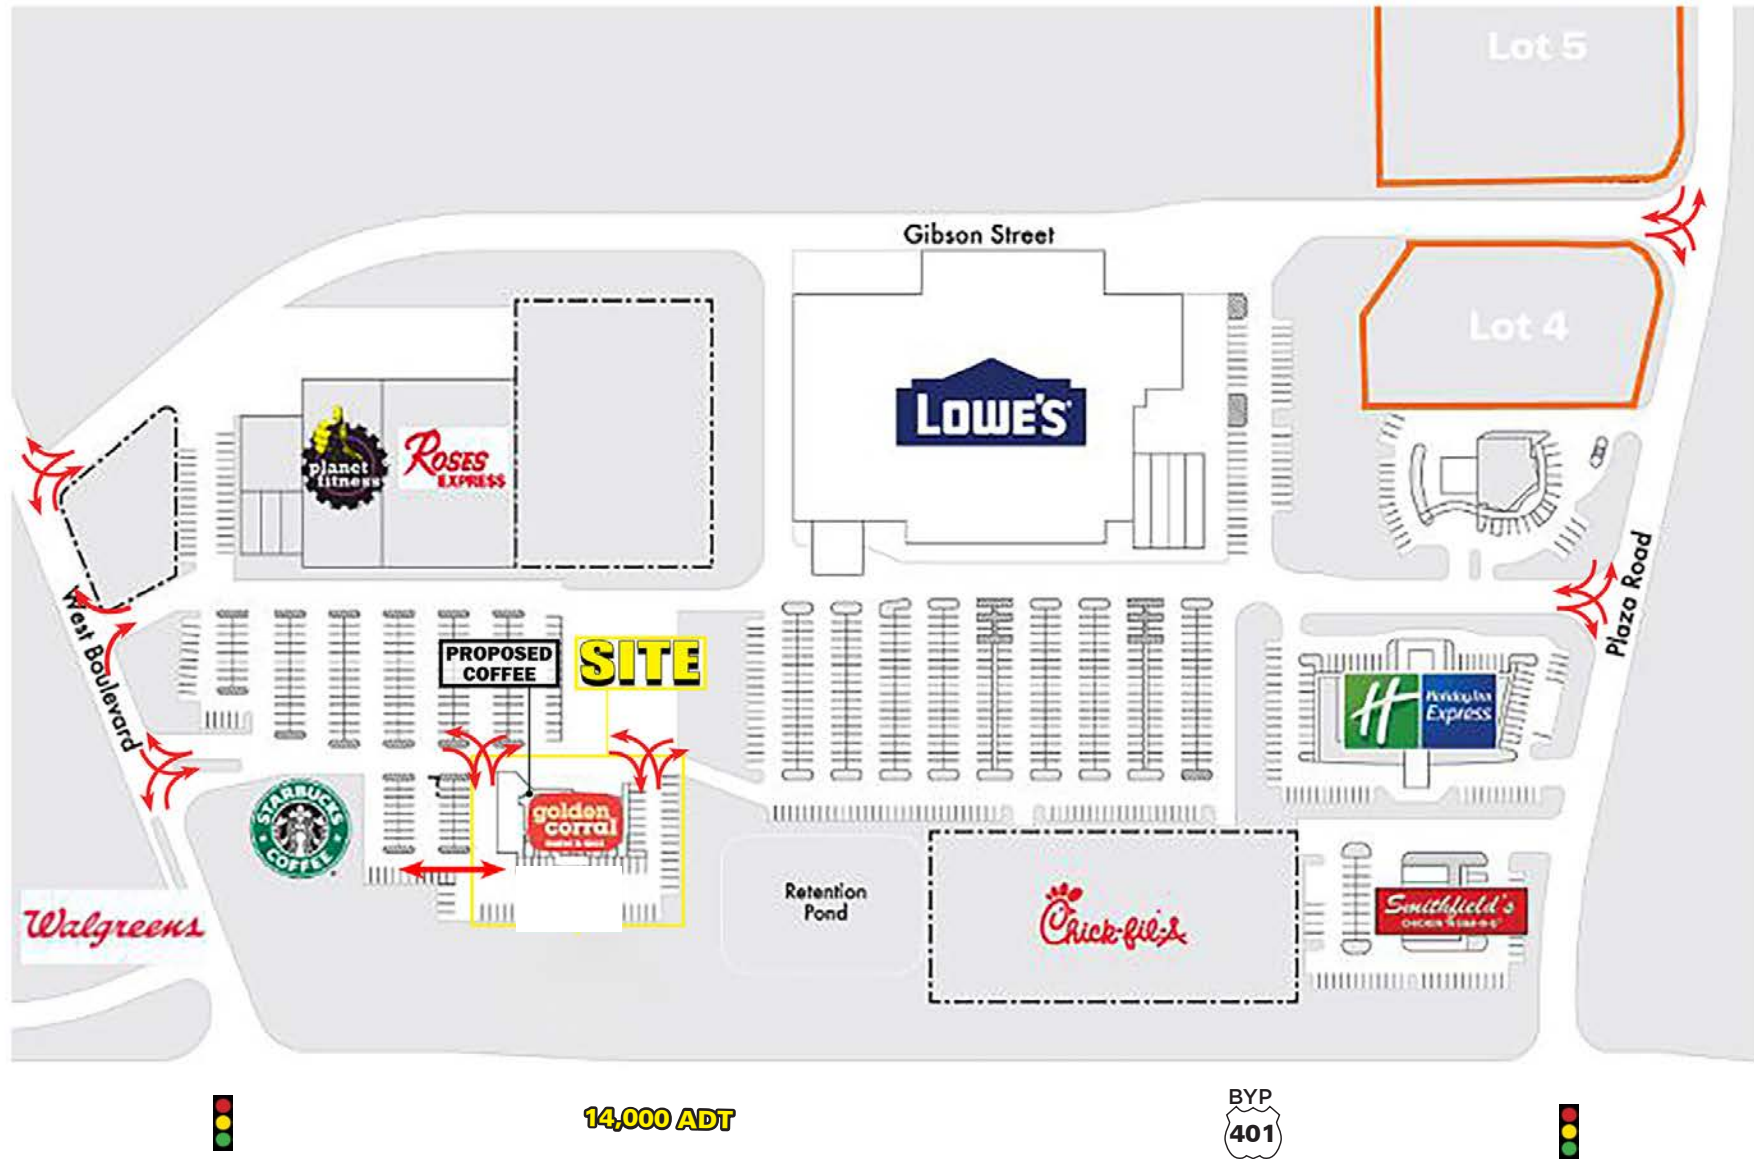 Lot 5
Gibson Street
Lot 4
LOWE'S
planet
fitness
ROSES
EXPRESS
Plaza Road
West Boulevard
PROPOSED
COFFEE
SITE
H
Holiday Inn
Express
STARBUCKS
COFFEE
golden
corral
Retention
Pond
Chick-fil-A
Smithfield's
Walgreens
14,000 ADT
BYP
401